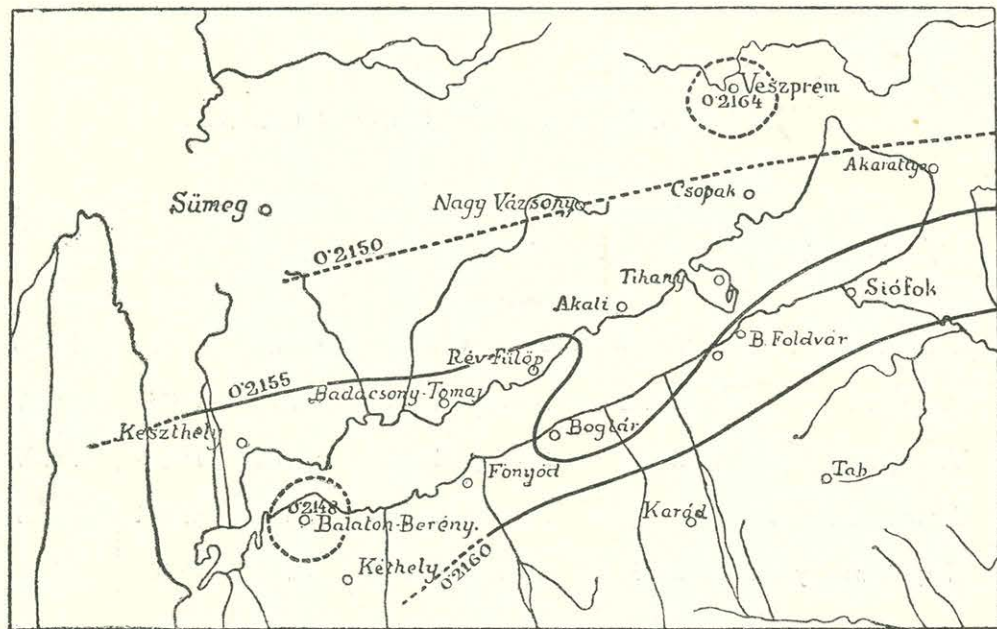 Veszprém
0˙2164
Akarattya
Sümeg
Nagy Vázsony
Csopak
0˙2150
Tihany
Siófok
Akali
B. Foldvár
Rév-Fülöp
0˙2155
Badacsony-Tomaj
Keszthely
Boglár
Fonyód
Tab
0˙2148
Balaton-Berény.
Karád
Kéthely
0˙2160